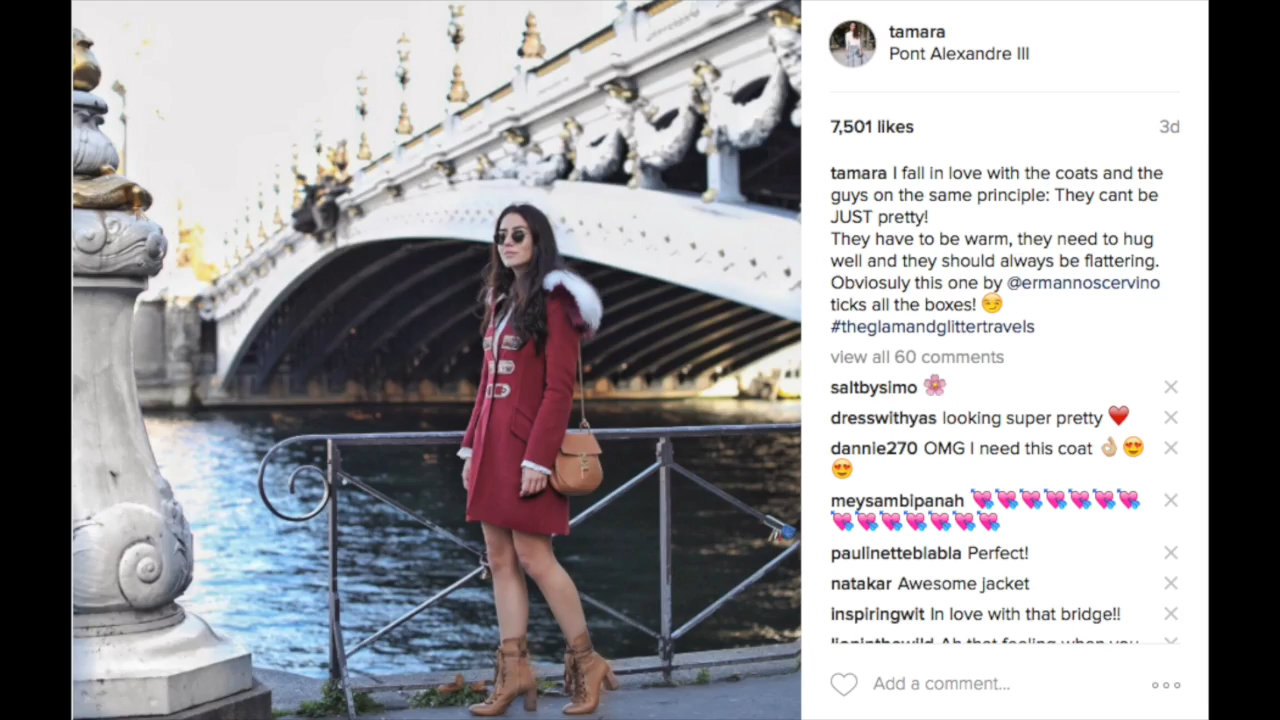 tamara
Pont Alexandre III
7,501 likes
3d
tamara I fall in love with the coats and the
guys on the same principle: They cant be
JUST pretty!
They have to be warm, they need to hug
well and they should always be flattering.
Obviosuly this one by @ermannoscervino
ticks all the boxes! 😏
#theglamandglittertravels
view all 60 comments
saltbysimo 🌸
dresswithyas looking super pretty ❤️
dannie270 OMG I need this coat 👌🏼😍
😍
meysambipanah 💘💘💘💘💘💘💘
💘💘💘💘💘💘💘
paulinetteblabla Perfect!
natakar Awesome jacket
inspiringwit In love with that bridge!!
Add a comment...